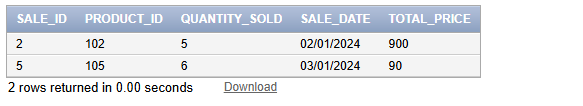 SALE_ID PRODUCT_ID QUANTITY_SOLD SALE_DATE TOTAL_PRICE
2 102 5 02/01/2024 900
5 105 6 03/01/2024 90
2 rows returned in 0.00 seconds Download